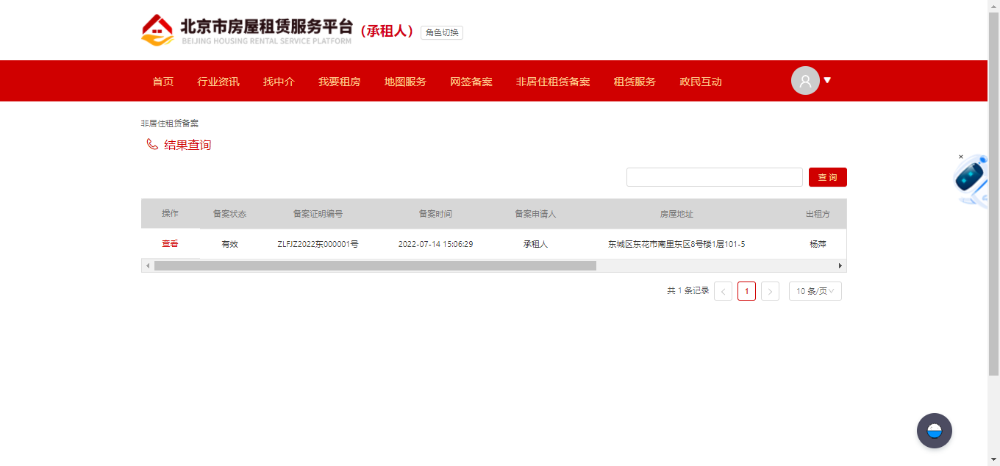 北京市房屋租赁服务平台（承租人） 角色切换
BEIJING HOUSING RENTAL SERVICE PLATFORM
首页 行业资讯 找中介 我要租房 地图服务 网签备案 非居住租赁备案 租赁服务 政民互动
非居住租赁备案
结果查询
×
查 询
操作 备案状态 备案证明编号 备案时间 备案申请人 房屋地址 出租方
查看 有效 ZLFJZ2022东000001号 2022-07-14 15:06:29 承租人 东城区东花市南里东区8号楼1层101-5 杨萍
共 1 条记录 < 1 > 10 条/页